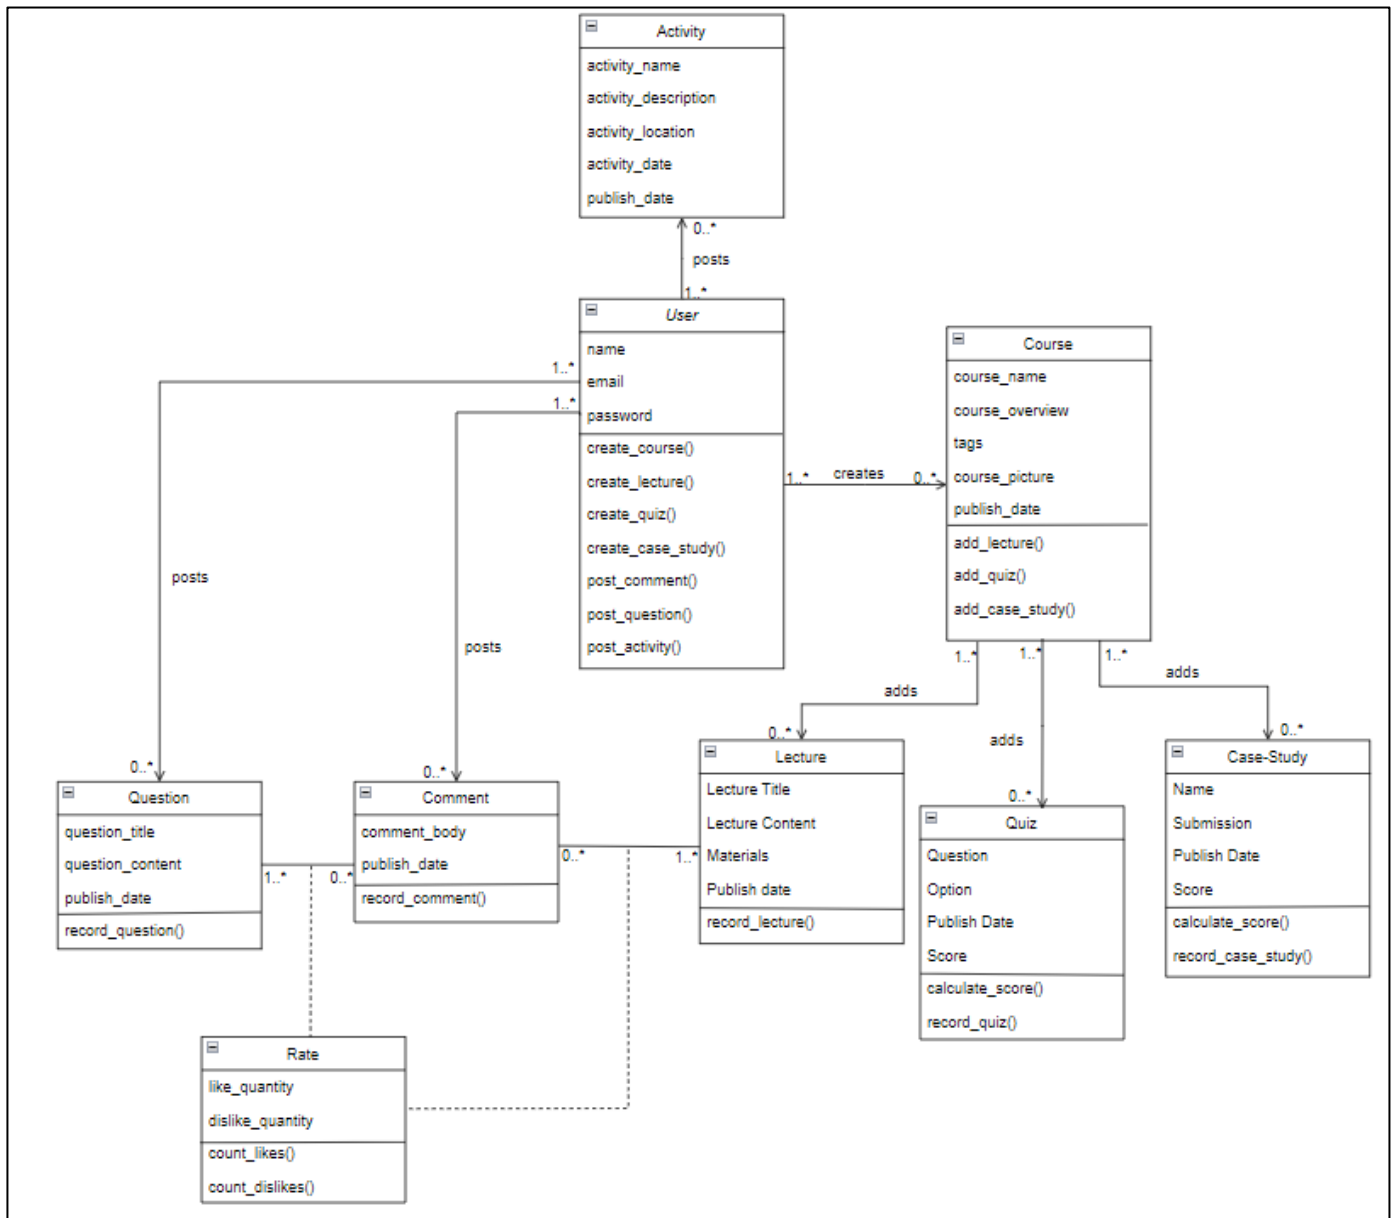 Activity
activity_name
activity_description
activity_location
activity_date
publish_date
0..*
posts
1..*
User
name
email
password
create_course()
create_lecture()
create_quiz()
create_case_study()
post_comment()
post_question()
post_activity()
1..*
1..*
posts
posts
0..*
0..*
1..*
creates
0..*
Course
course_name
course_overview
tags
course_picture
publish_date
add_lecture()
add_quiz()
add_case_study()
1..*
1..*
1..*
adds
adds
adds
0..*
0..*
0..*
Question
question_title
question_content
publish_date
record_question()
1..*
0..*
Comment
comment_body
publish_date
record_comment()
0..*
1..*
Lecture
Lecture Title
Lecture Content
Materials
Publish date
record_lecture()
Quiz
Question
Option
Publish Date
Score
calculate_score()
record_quiz()
Case-Study
Name
Submission
Publish Date
Score
calculate_score()
record_case_study()
Rate
like_quantity
dislike_quantity
count_likes()
count_dislikes()